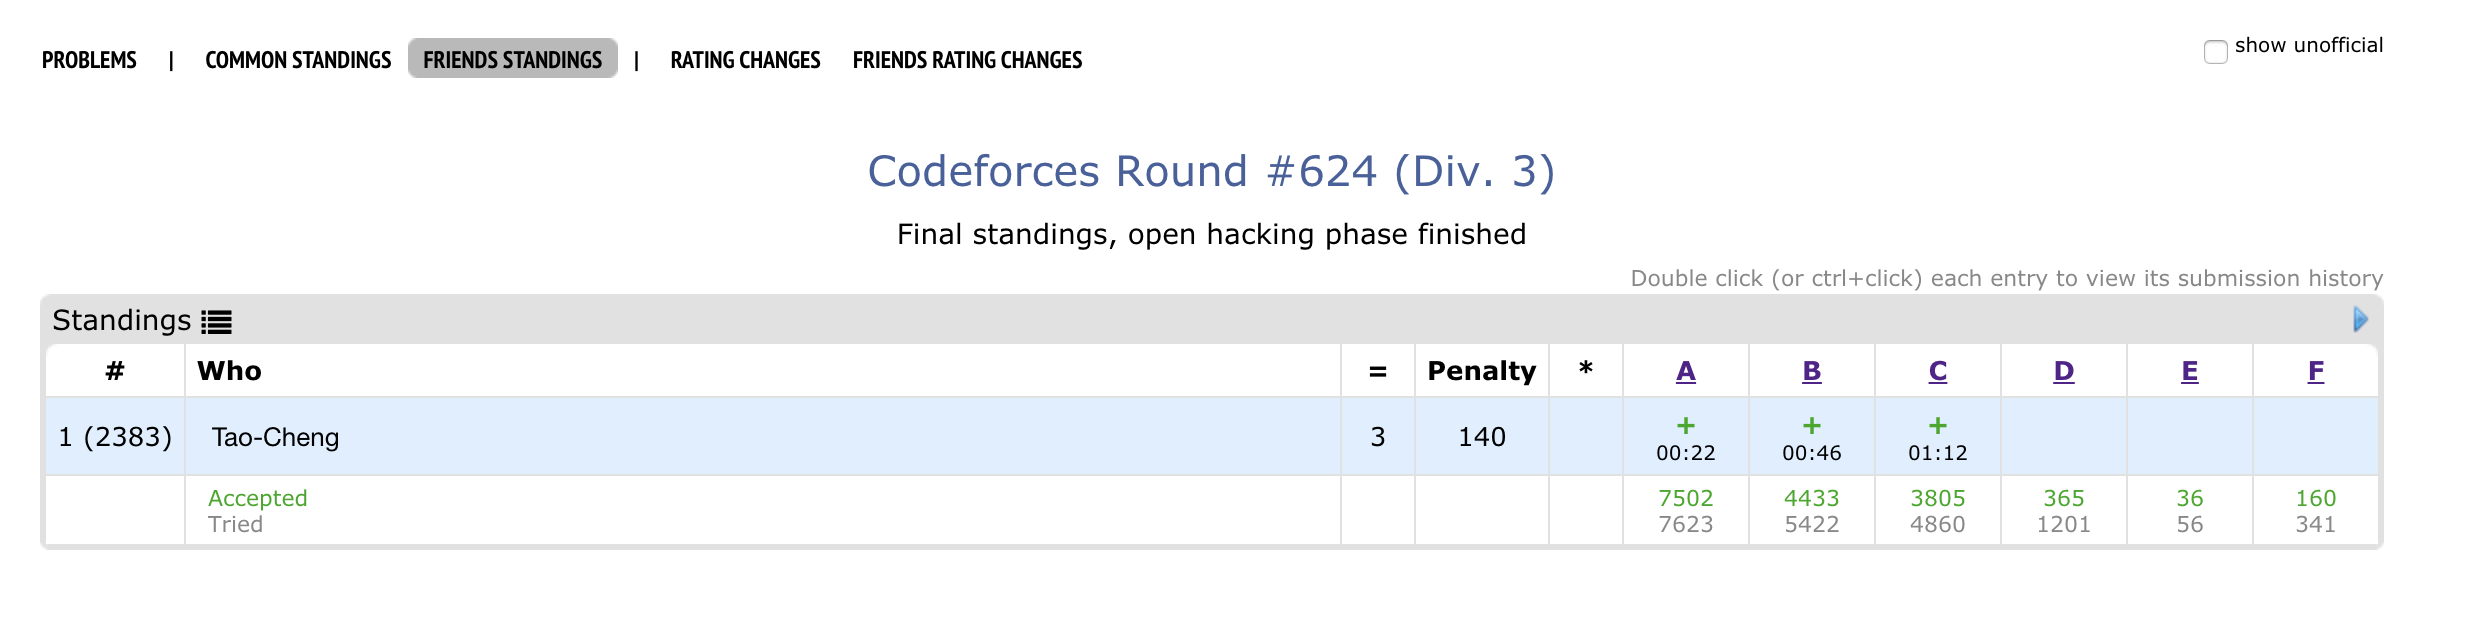 PROBLEMS | COMMON STANDINGS FRIENDS STANDINGS | RATING CHANGES FRIENDS RATING CHANGES
show unofficial
Codeforces Round #624 (Div. 3)
Final standings, open hacking phase finished
Double click (or ctrl+click) each entry to view its submission history
Standings
# Who = Penalty * A B C D E F
1 (2383) Tao-Cheng 3 140 + + +
00:22 00:46 01:12
Accepted 7502 4433 3805 365 36 160
Tried 7623 5422 4860 1201 56 341